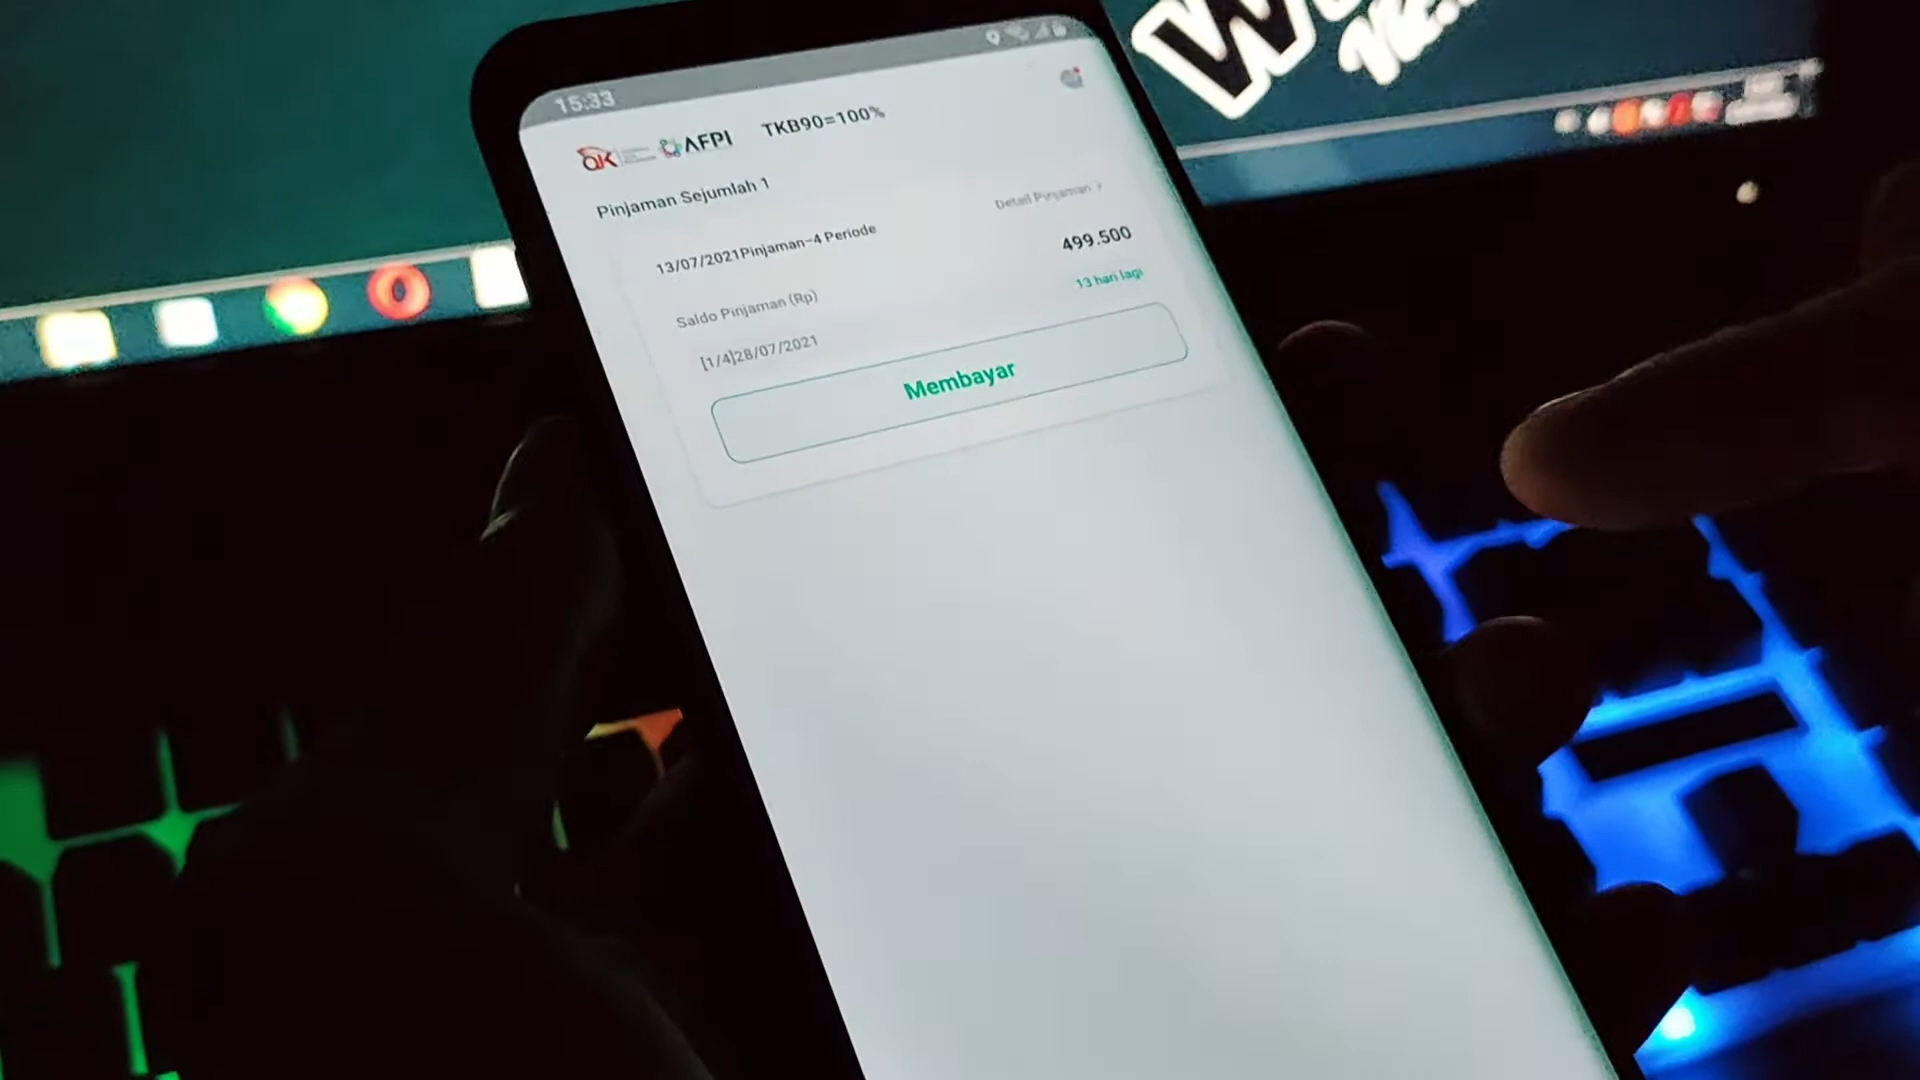 15:33
OJK AFPI TKB90=100%
Pinjaman Sejumlah 1
13/07/2021Pinjaman-4 Periode
Detail Pinjaman >
Saldo Pinjaman (Rp) 499.500
[1/4]28/07/2021 13 hari lagi
Membayar